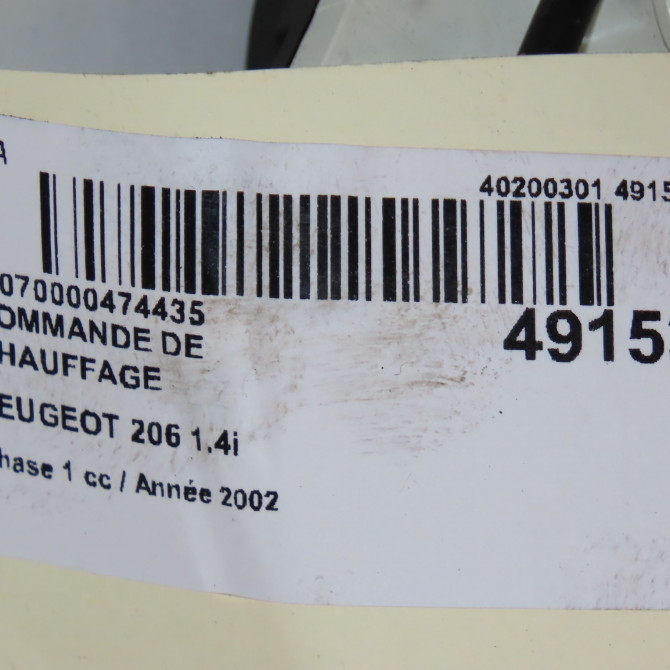 A
40200301 4915
070000474435
OMMANDE DE
HAUFFAGE
4915
EUGEOT 206 1.4i
hase 1 cc / Année 2002